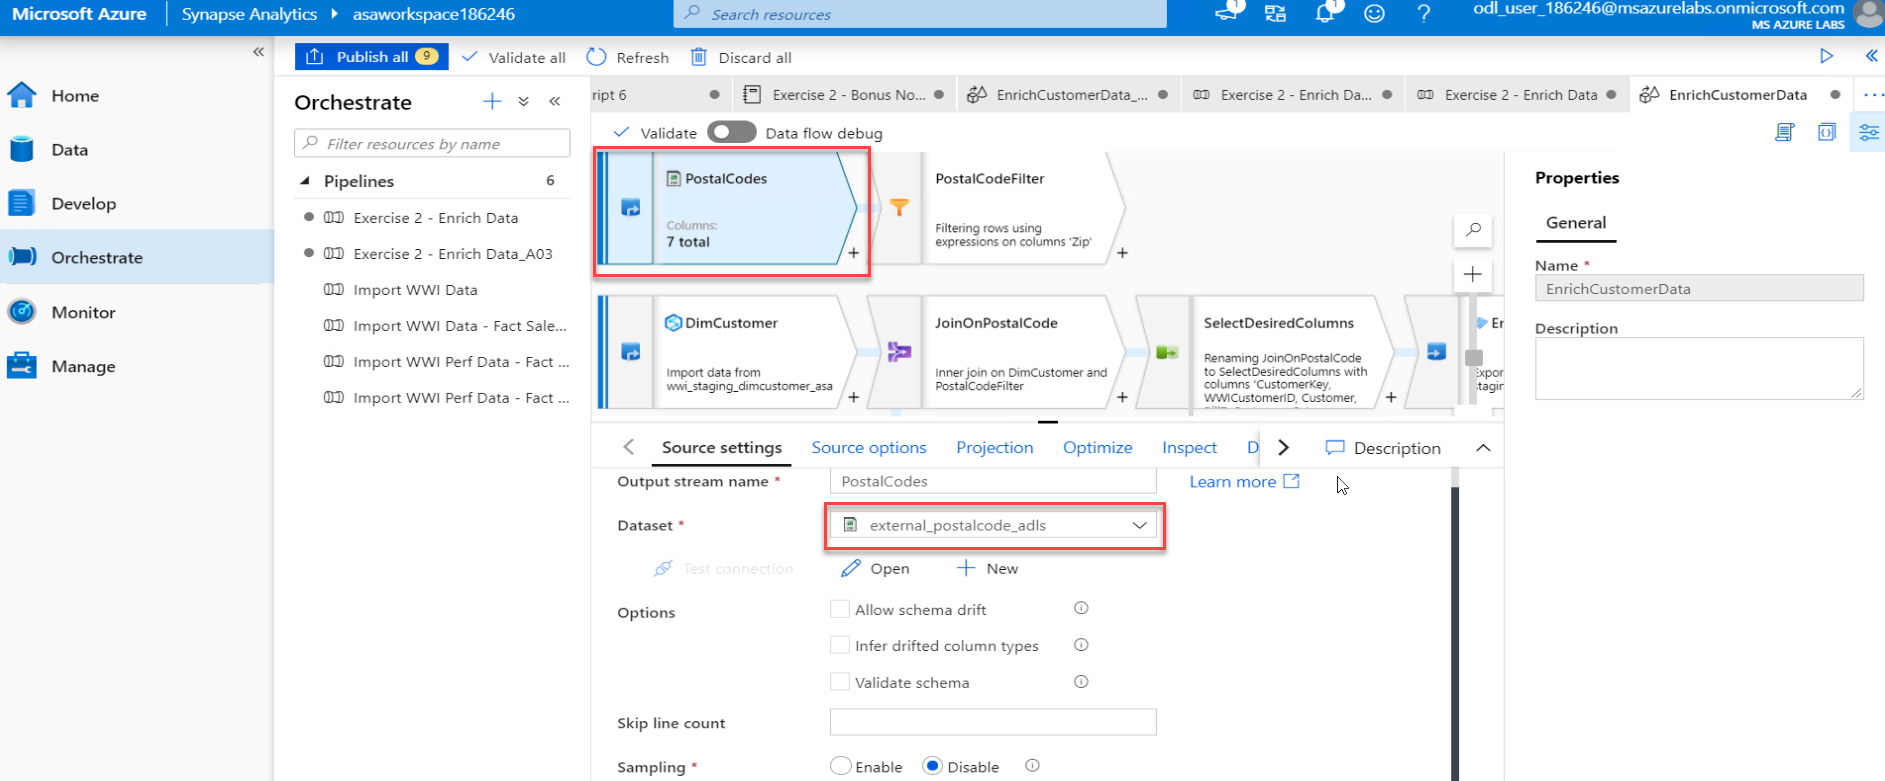 Microsoft Azure
Synapse Analytics
asaworkspace186246
Search resources
1
1
?
odl_user_186246@msazurelabs.onmicrosoft.com
MS AZURE LABS
Home
Data
Develop
Orchestrate
Monitor
Manage
Publish all 9
Validate all
Refresh
Discard all
Orchestrate
Filter resources by name
Pipelines 6
Exercise 2 - Enrich Data
Exercise 2 - Enrich Data_A03
Import WWI Data
Import WWI Data - Fact Sale...
Import WWI Perf Data - Fact ...
Import WWI Perf Data - Fact ...
ript 6
Exercise 2 - Bonus No...
EnrichCustomerData_...
Exercise 2 - Enrich Da...
Exercise 2 - Enrich Data
EnrichCustomerData
Validate
Data flow debug
PostalCodes
Columns:
7 total
PostalCodeFilter
Filtering rows using
expressions on columns 'Zip'
DimCustomer
Import data from
wwi_staging_dimcustomer_asa
JoinOnPostalCode
Inner join on DimCustomer and
PostalCodeFilter
SelectDesiredColumns
Renaming JoinOnPostalCode
to SelectDesiredColumns with
columns 'CustomerKey,
WWICustomerID, Customer,
Er
Expor
staging
Source settings
Source options
Projection
Optimize
Inspect
D
Description
Output stream name *
PostalCodes
Learn more
Dataset *
external_postalcode_adls
Test connection
Open
New
Options
Allow schema drift
Infer drifted column types
Validate schema
Skip line count
Sampling *
Enable
Disable
Properties
General
Name *
EnrichCustomerData
Description